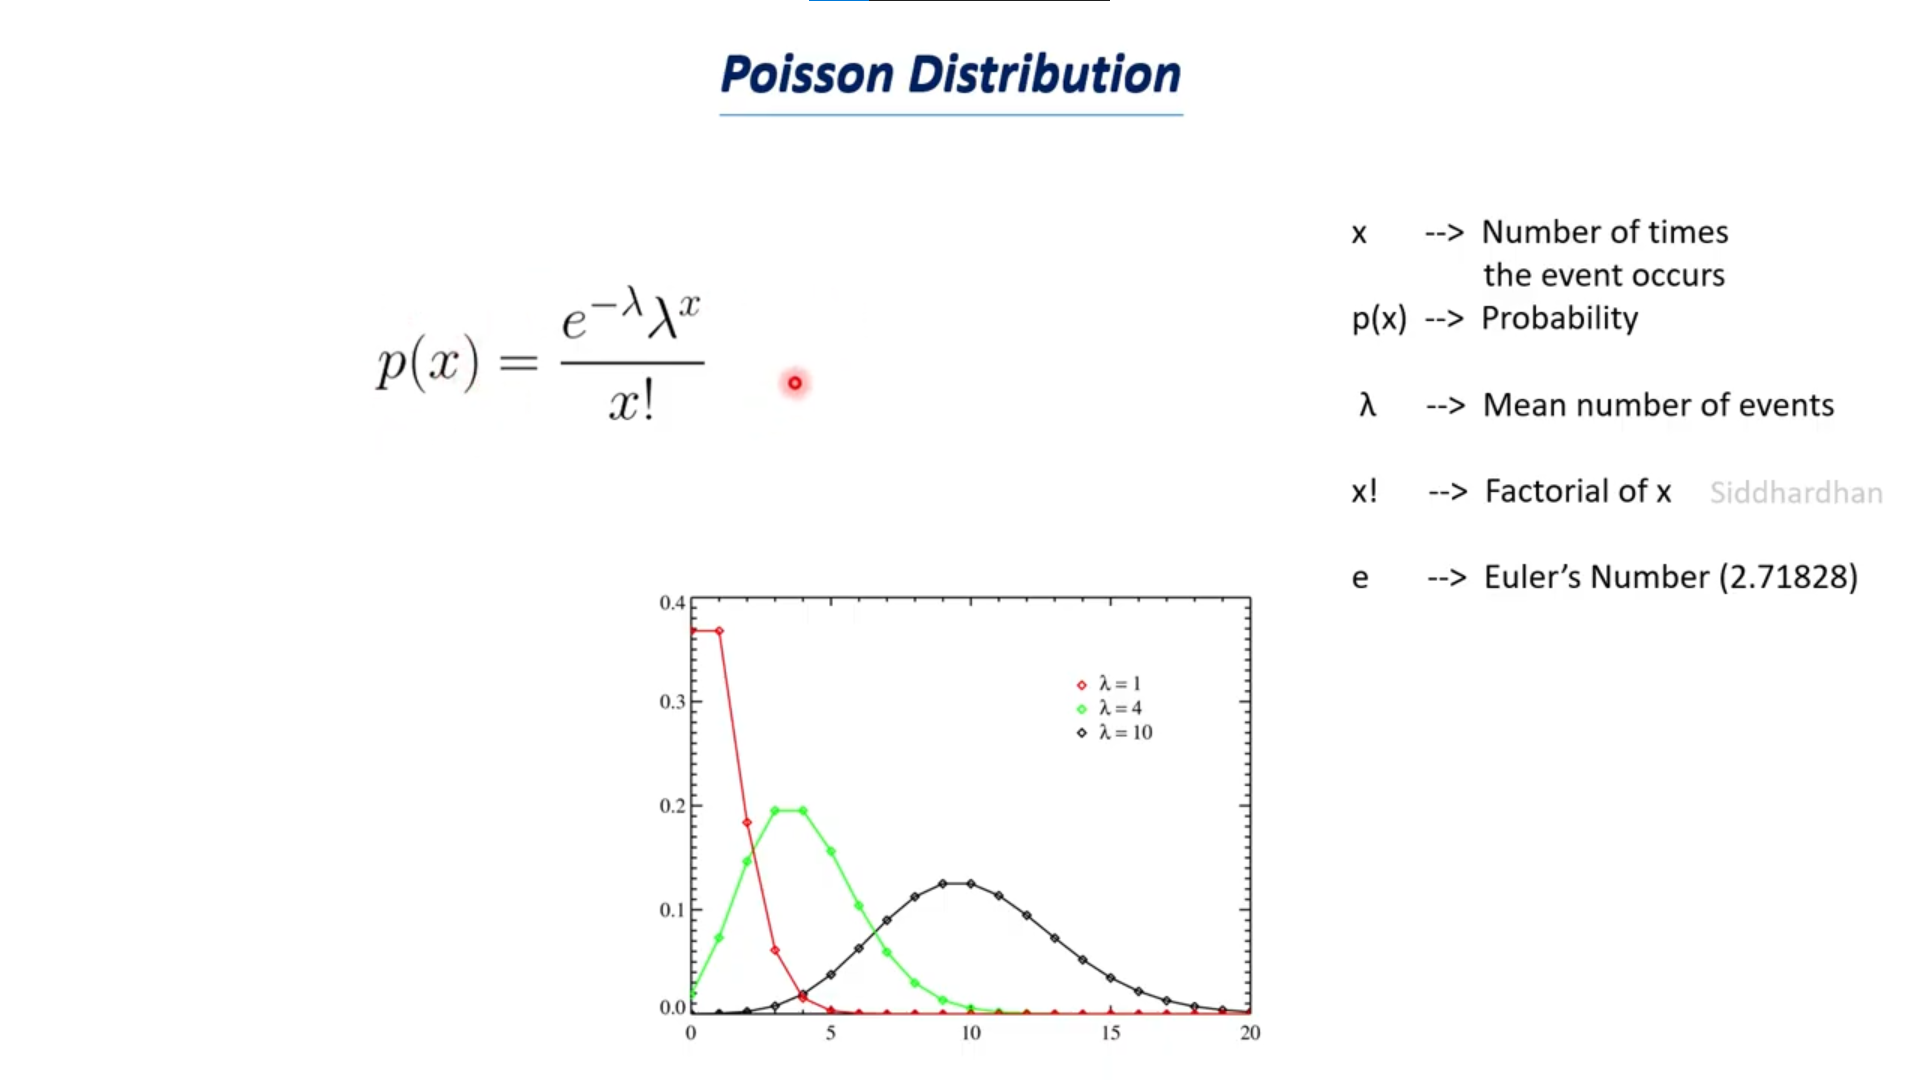 Poisson Distribution
p(x) = e^{-λ} λ^x / x!
x --> Number of times
the event occurs
p(x) --> Probability
λ --> Mean number of events
x! --> Factorial of x
Siddhardhan
e --> Euler’s Number (2.71828)
0.4
0.3
0.2
0.1
0.0
λ = 1
λ = 4
λ = 10
0 5 10 15 20